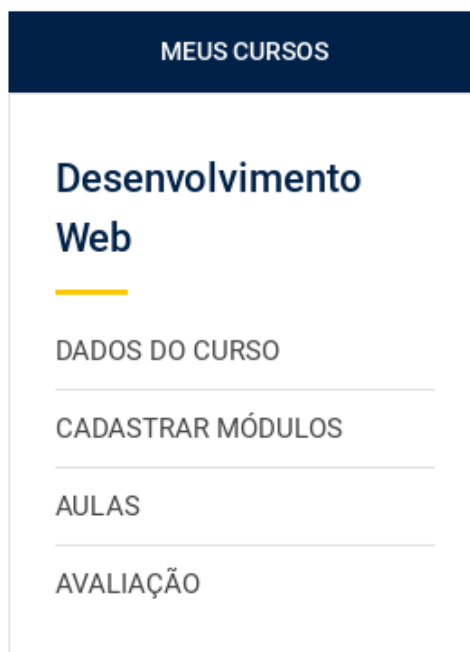 MEUS CURSOS
Desenvolvimento
Web
DADOS DO CURSO
CADASTRAR MÓDULOS
AULAS
AVALIAÇÃO